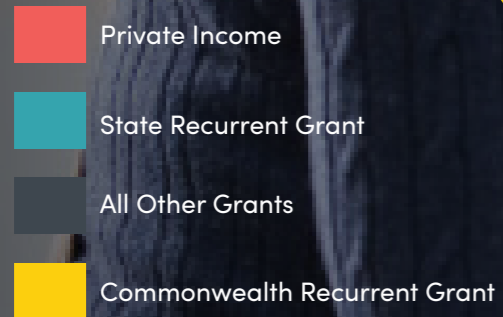 Private Income
State Recurrent Grant
All Other Grants
Commonwealth Recurrent Grant